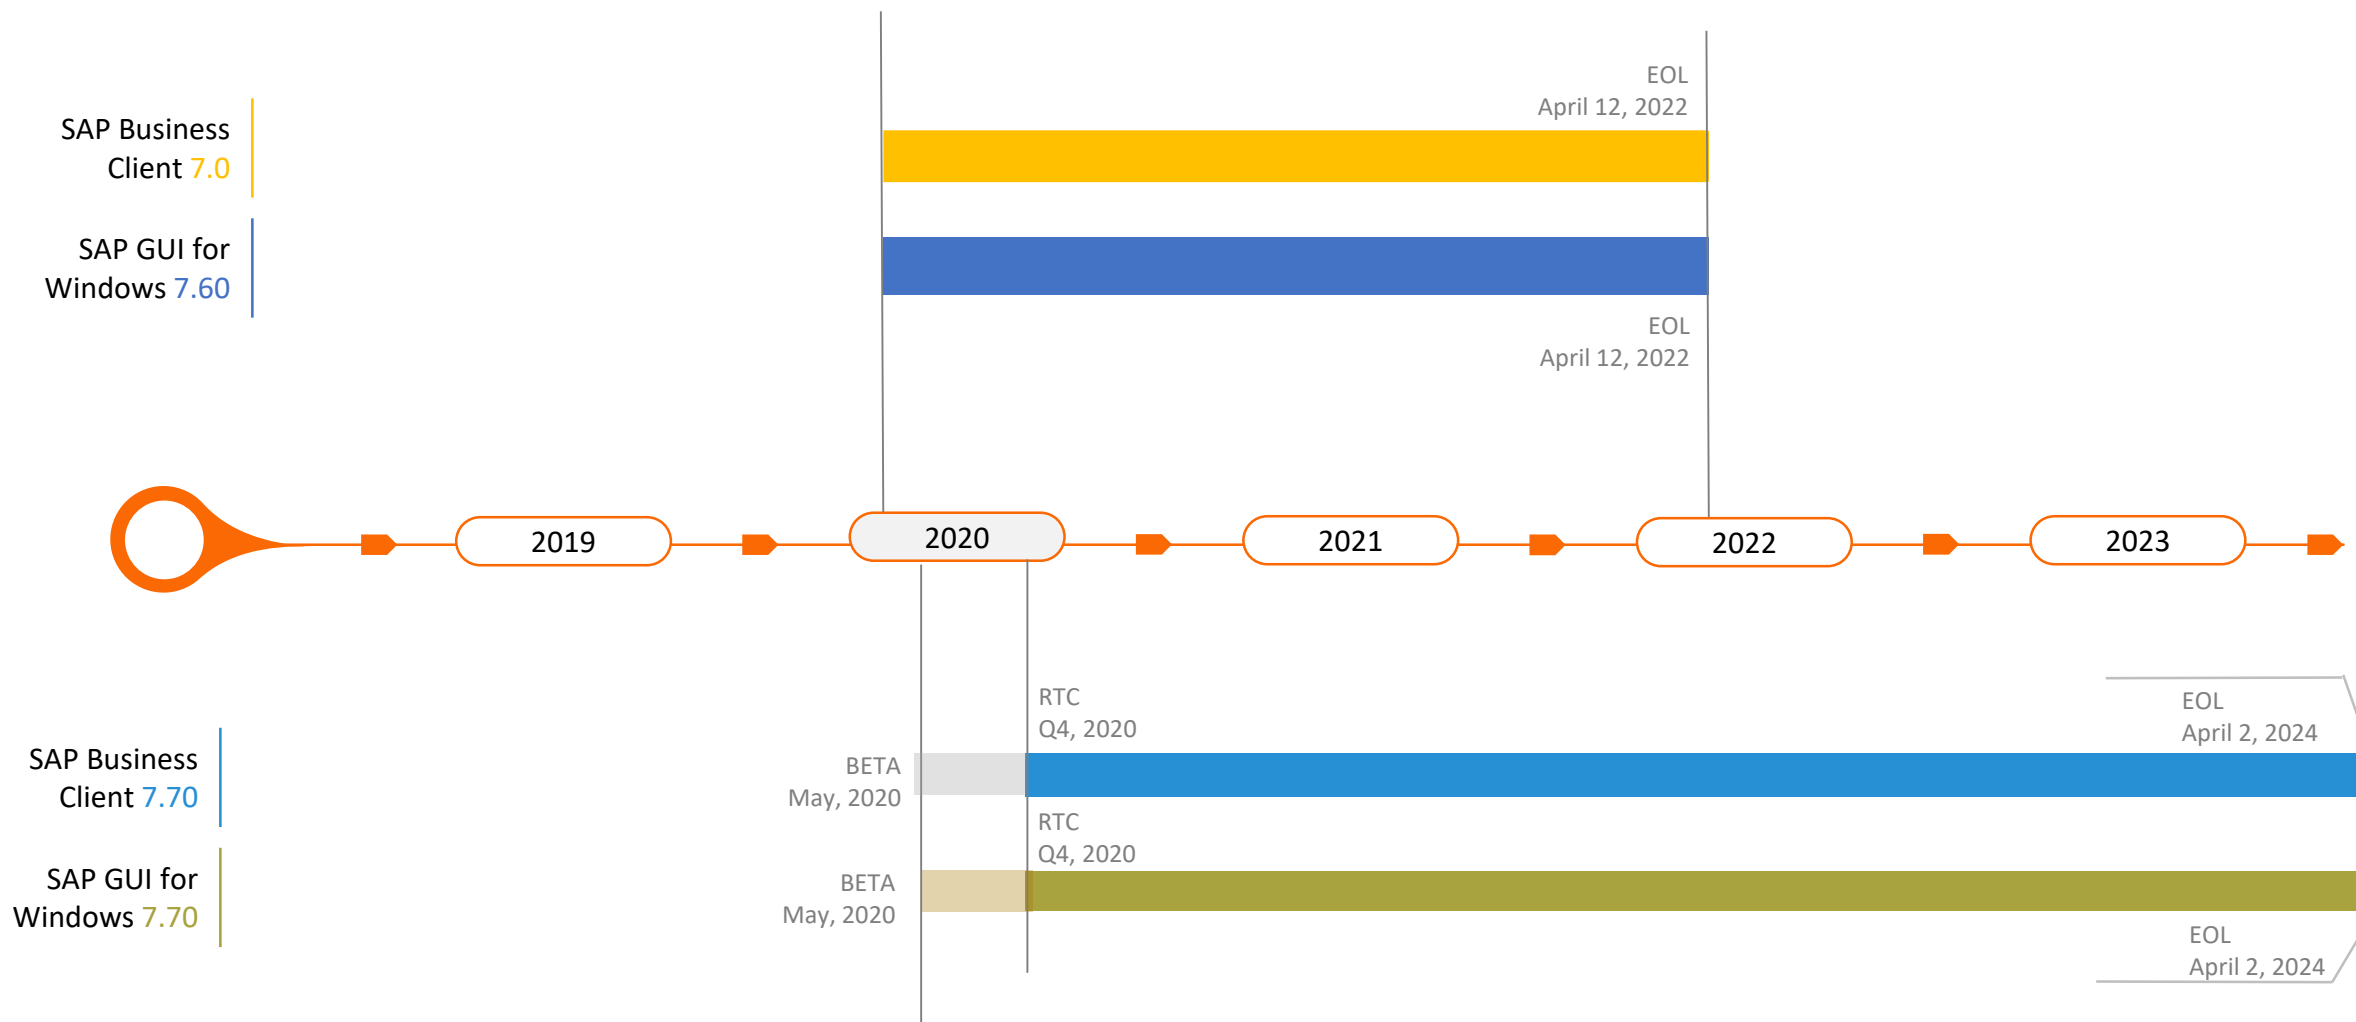 EOL
April 12, 2022
SAP Business
Client 7.0
SAP GUI for
Windows 7.60
EOL
April 12, 2022
2019
2020
2021
2022
2023
RTC
Q4, 2020
EOL
April 2, 2024
SAP Business
Client 7.70
BETA
May, 2020
RTC
Q4, 2020
SAP GUI for
Windows 7.70
BETA
May, 2020
EOL
April 2, 2024